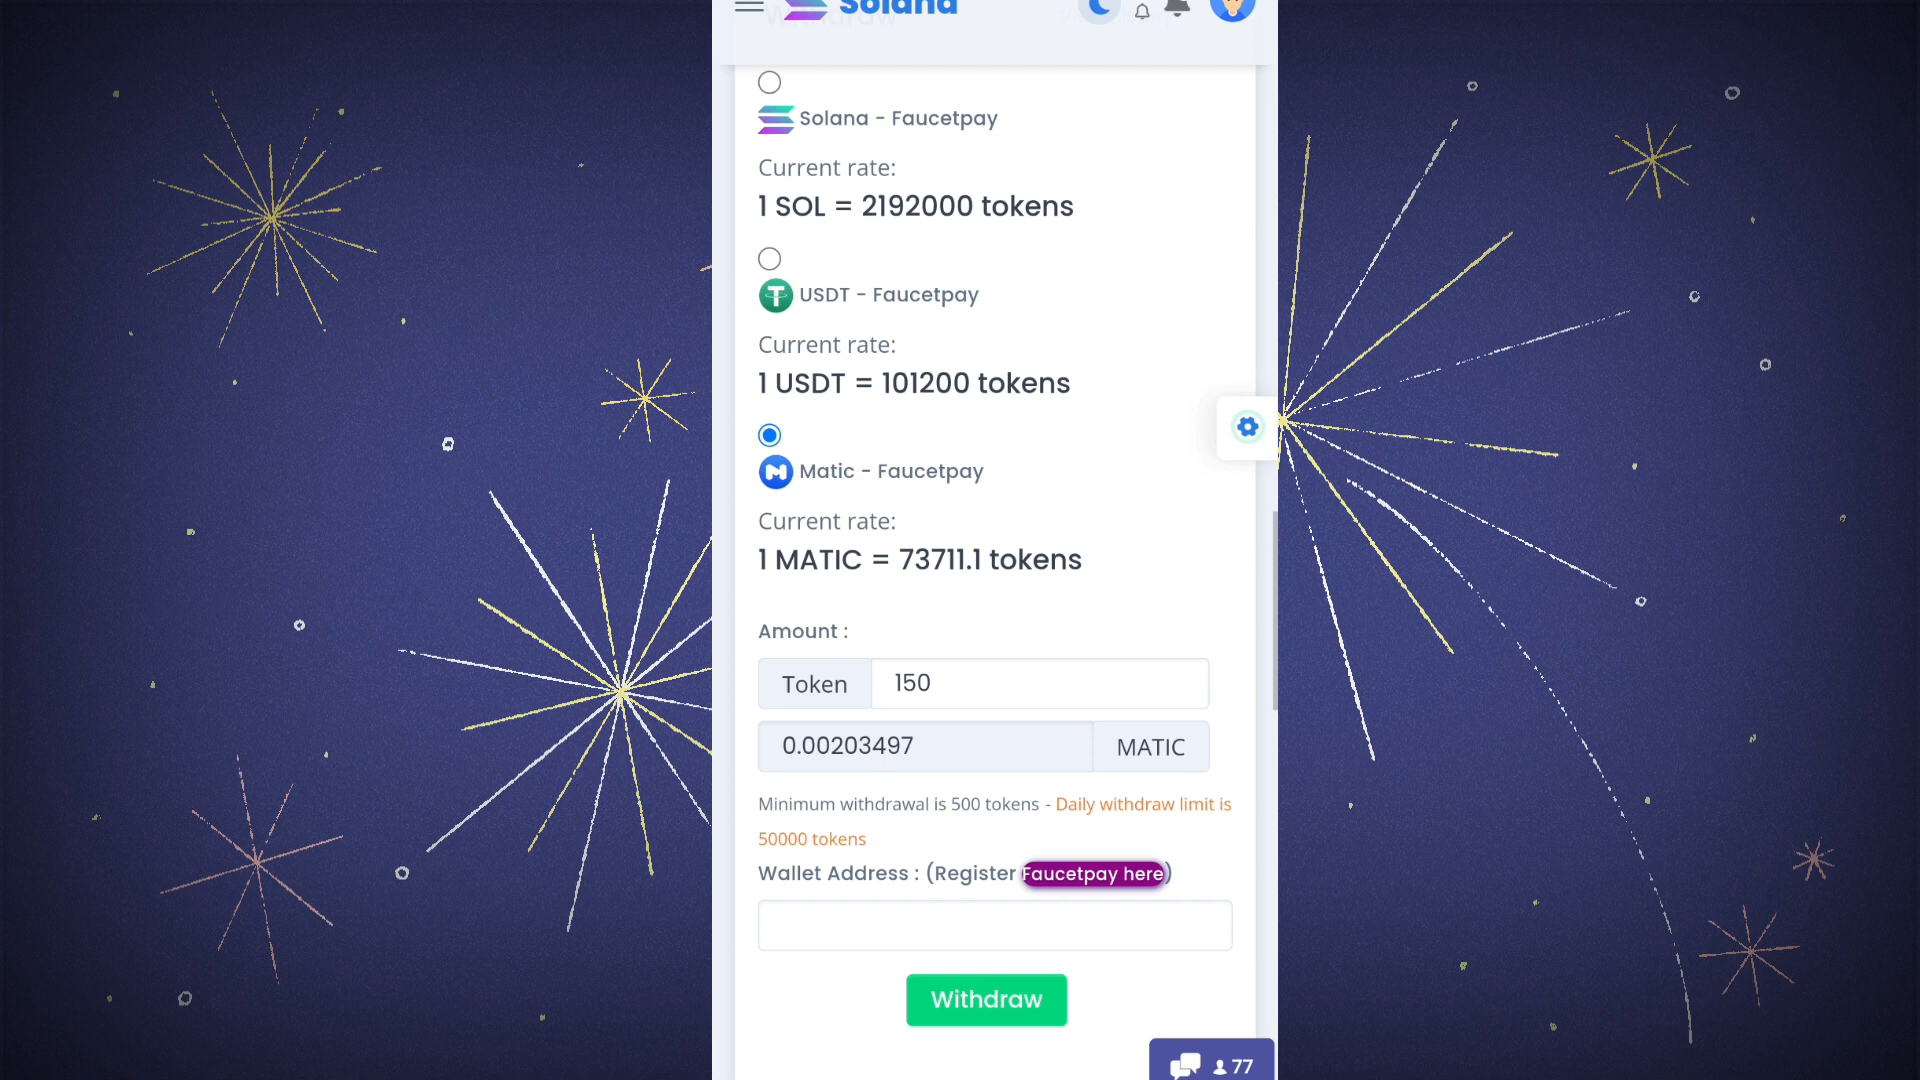 Solana
Solana - Faucetpay
Current rate:
1 SOL = 2192000 tokens
USDT - Faucetpay
Current rate:
1 USDT = 101200 tokens
Matic - Faucetpay
Current rate:
1 MATIC = 73711.1 tokens
Amount :
Token 150
0.00203497 MATIC
Minimum withdrawal is 500 tokens - Daily withdraw limit is
50000 tokens
Wallet Address : (Register Faucetpay here)
Withdraw
77